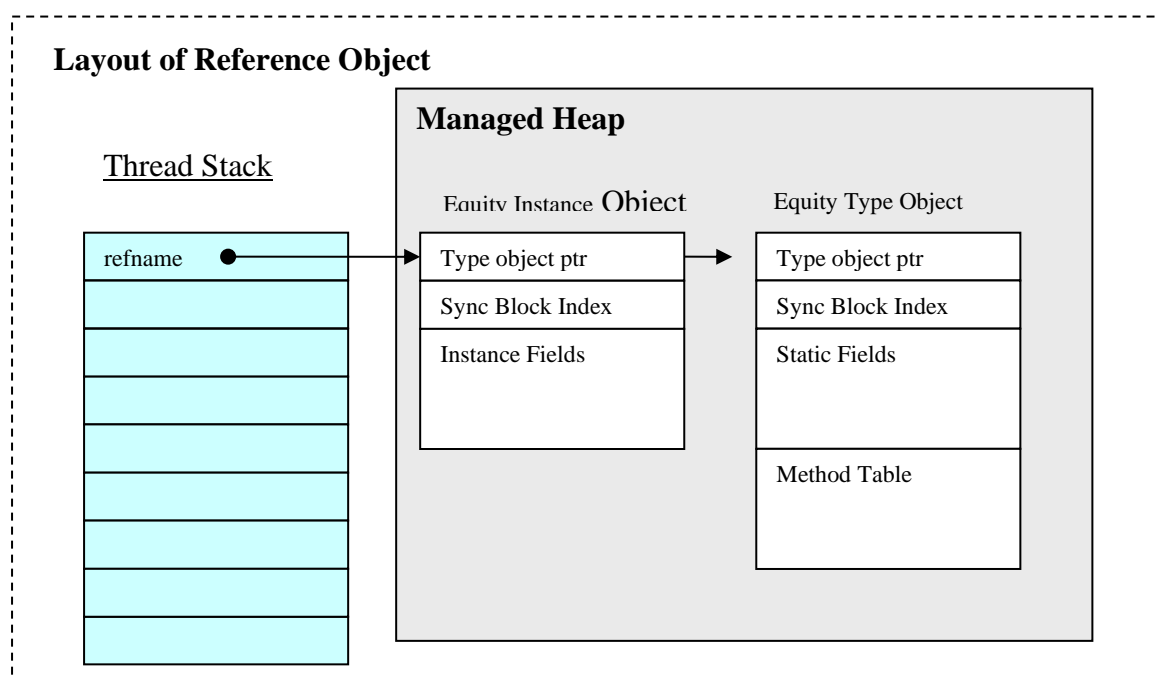 Layout of Reference Object
Managed Heap
Thread Stack
Equity Instance Object
Equity Type Object
refname
Type object ptr
Type object ptr
Sync Block Index
Sync Block Index
Instance Fields
Static Fields
Method Table